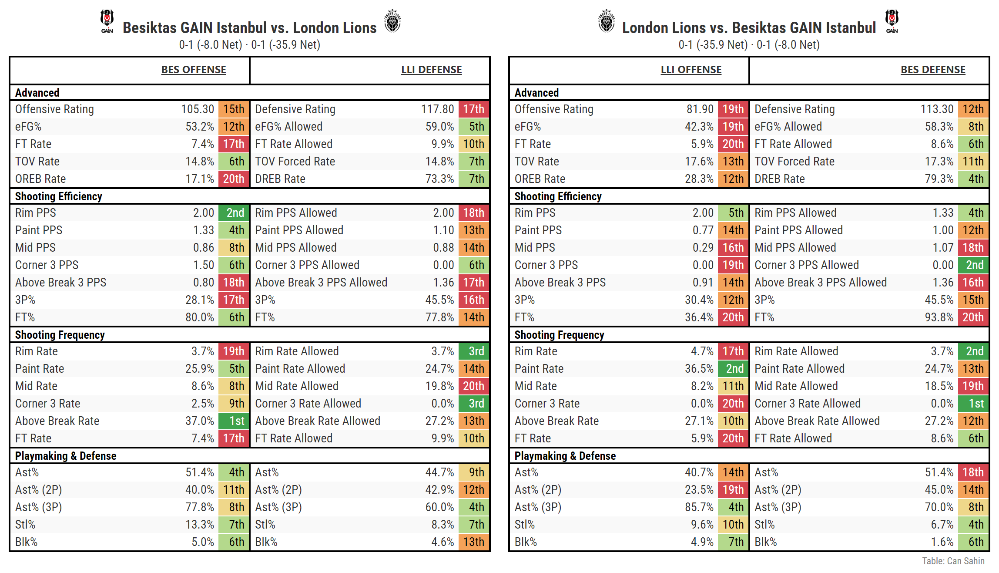 Besiktas GAIN Istanbul vs. London Lions
0-1 (-8.0 Net) · 0-1 (-35.9 Net)
BES OFFENSE LLI DEFENSE
Advanced
Offensive Rating 105.30 15th Defensive Rating 117.80 17th
eFG% 53.2% 12th eFG% Allowed 59.0% 5th
FT Rate 7.4% 17th FT Rate Allowed 9.9% 10th
TOV Rate 14.8% 6th TOV Forced Rate 14.8% 7th
OREB Rate 17.1% 20th DREB Rate 73.3% 7th
Shooting Efficiency
Rim PPS 2.00 2nd Rim PPS Allowed 2.00 18th
Paint PPS 1.33 4th Paint PPS Allowed 1.10 13th
Mid PPS 0.86 8th Mid PPS Allowed 0.88 14th
Corner 3 PPS 1.50 6th Corner 3 PPS Allowed 0.00 6th
Above Break 3 PPS 0.80 18th Above Break 3 PPS Allowed 1.36 17th
3P% 28.1% 17th 3P% 45.5% 16th
FT% 80.0% 6th FT% 77.8% 14th
Shooting Frequency
Rim Rate 3.7% 19th Rim Rate Allowed 3.7% 3rd
Paint Rate 25.9% 5th Paint Rate Allowed 24.7% 14th
Mid Rate 8.6% 8th Mid Rate Allowed 19.8% 20th
Corner 3 Rate 2.5% 9th Corner 3 Rate Allowed 0.0% 3rd
Above Break Rate 37.0% 1st Above Break Rate Allowed 27.2% 13th
FT Rate 7.4% 17th FT Rate Allowed 9.9% 10th
Playmaking & Defense
Ast% 51.4% 4th Ast% 44.7% 9th
Ast% (2P) 40.0% 11th Ast% (2P) 42.9% 12th
Ast% (3P) 77.8% 8th Ast% (3P) 60.0% 4th
Stl% 13.3% 7th Stl% 8.3% 7th
Blk% 5.0% 6th Blk% 4.6% 13th
London Lions vs. Besiktas GAIN Istanbul
0-1 (-35.9 Net) · 0-1 (-8.0 Net)
LLI OFFENSE BES DEFENSE
Advanced
Offensive Rating 81.90 19th Defensive Rating 113.30 12th
eFG% 42.3% 19th eFG% Allowed 58.3% 8th
FT Rate 5.9% 20th FT Rate Allowed 8.6% 6th
TOV Rate 17.6% 13th TOV Forced Rate 17.3% 11th
OREB Rate 28.3% 12th DREB Rate 79.3% 4th
Shooting Efficiency
Rim PPS 2.00 5th Rim PPS Allowed 1.33 4th
Paint PPS 0.77 14th Paint PPS Allowed 1.00 12th
Mid PPS 0.29 16th Mid PPS Allowed 1.07 18th
Corner 3 PPS 0.00 19th Corner 3 PPS Allowed 0.00 2nd
Above Break 3 PPS 0.91 14th Above Break 3 PPS Allowed 1.36 16th
3P% 30.4% 12th 3P% 45.5% 15th
FT% 36.4% 20th FT% 93.8% 20th
Shooting Frequency
Rim Rate 4.7% 17th Rim Rate Allowed 3.7% 2nd
Paint Rate 36.5% 2nd Paint Rate Allowed 24.7% 13th
Mid Rate 8.2% 11th Mid Rate Allowed 18.5% 19th
Corner 3 Rate 0.0% 20th Corner 3 Rate Allowed 0.0% 1st
Above Break Rate 27.1% 10th Above Break Rate Allowed 27.2% 12th
FT Rate 5.9% 20th FT Rate Allowed 8.6% 6th
Playmaking & Defense
Ast% 40.7% 14th Ast% 51.4% 18th
Ast% (2P) 23.5% 19th Ast% (2P) 45.0% 14th
Ast% (3P) 85.7% 4th Ast% (3P) 70.0% 8th
Stl% 9.6% 10th Stl% 6.7% 4th
Blk% 4.9% 7th Blk% 1.6% 6th
Table: Can Sahin